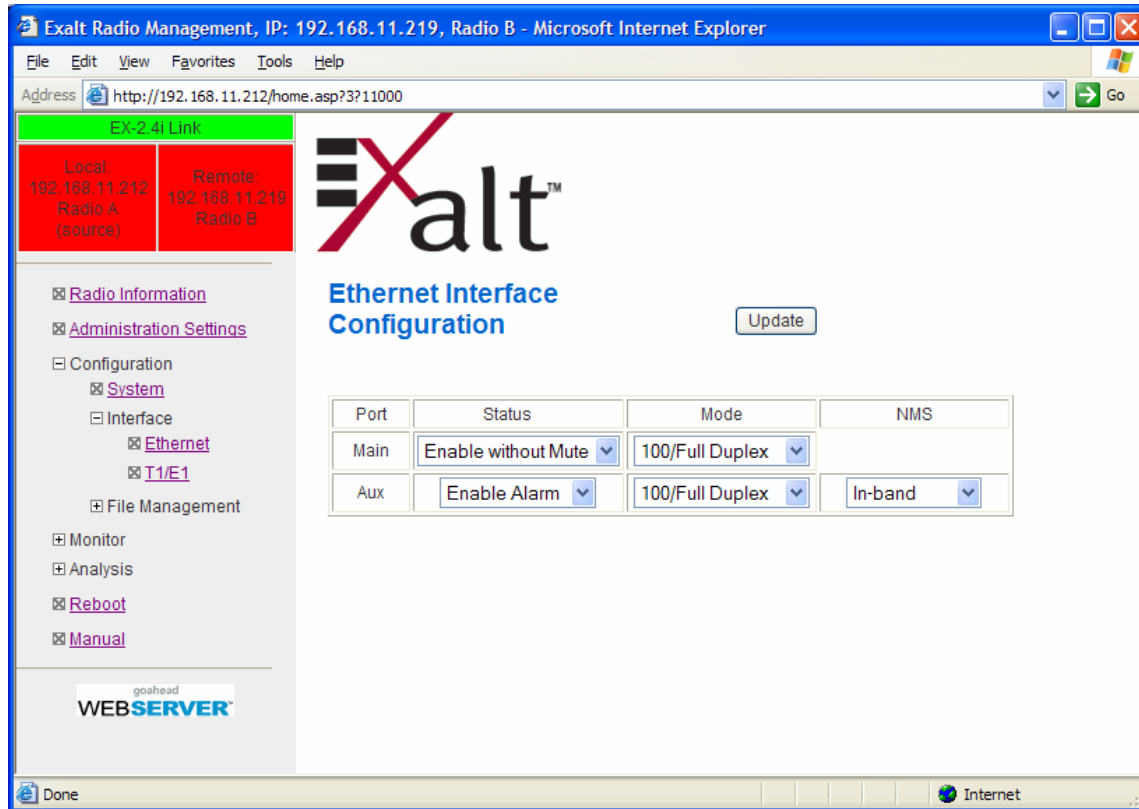 Exalt Radio Management, IP: 192.168.11.219, Radio B - Microsoft Internet Explorer
File Edit View Favorites Tools Help
Address http://192.168.11.212/home.asp?3?11000 Go
EX-2.4i Link
Local:
192.168.11.212
Radio A
(source)
Remote:
192.168.11.219
Radio B
Exalt™
Radio Information
Administration Settings
Configuration
System
Interface
Ethernet
T1/E1
File Management
Monitor
Analysis
Reboot
Manual
goahead
WEBSERVER™
Ethernet Interface
Configuration
Update
Port Status Mode NMS
Main Enable without Mute 100/Full Duplex
Aux Enable Alarm 100/Full Duplex In-band
Done Internet